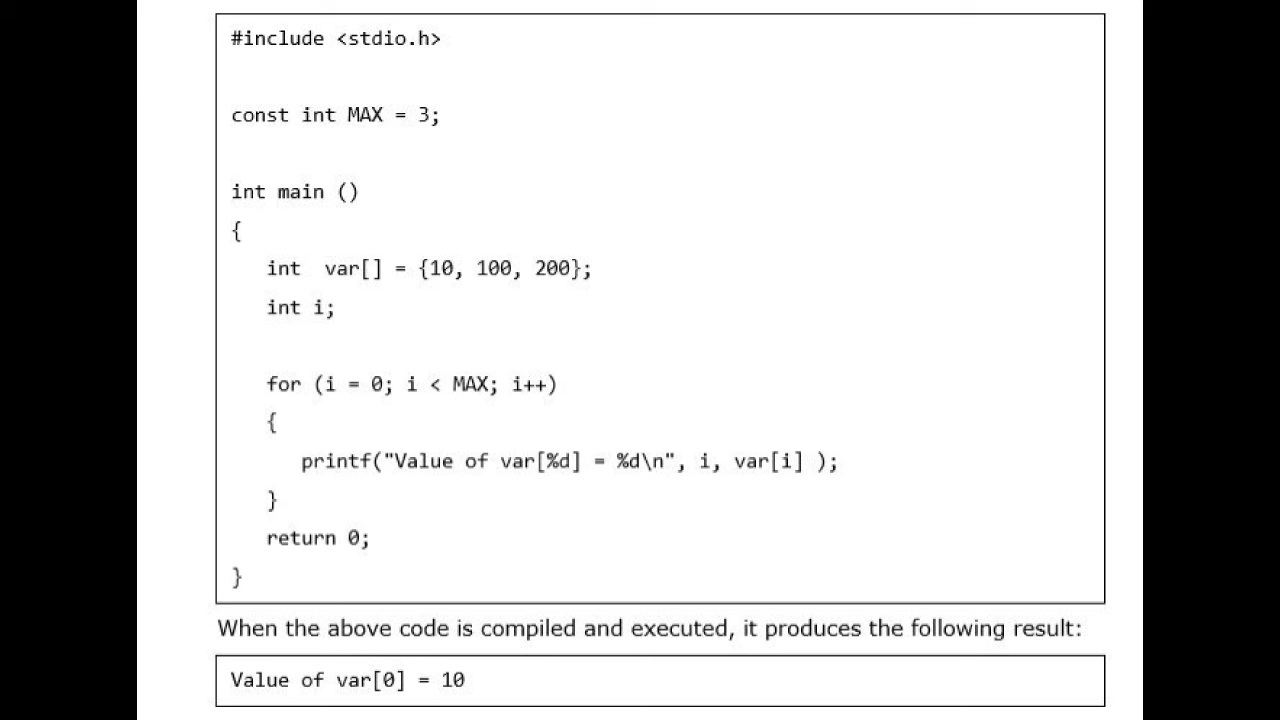 #include <stdio.h>
const int MAX = 3;
int main ()
{
   int  var[] = {10, 100, 200};
   int i;
   for (i = 0; i < MAX; i++)
   {
      printf("Value of var[%d] = %d\n", i, var[i] );
   }
   return 0;
}
When the above code is compiled and executed, it produces the following result:
Value of var[0] = 10